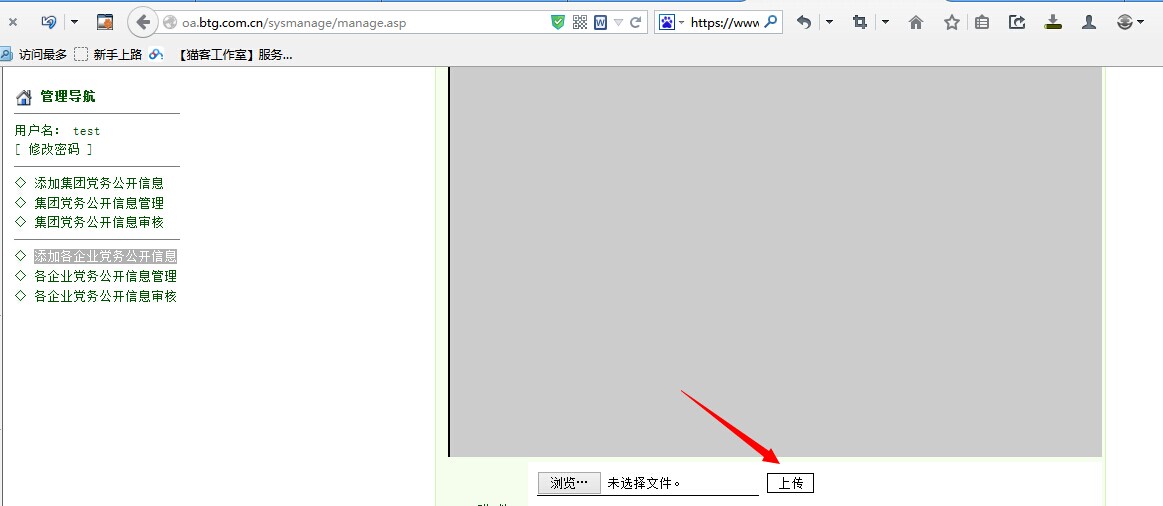 oa.btg.com.cn/sysmanage/manage.asp
https://www
访问最多 新手上路 【猫客工作室】服务...
管理导航
用户名： test
[ 修改密码 ]
◇ 添加集团党务公开信息
◇ 集团党务公开信息管理
◇ 集团党务公开信息审核
◇ 添加各企业党务公开信息
◇ 各企业党务公开信息管理
◇ 各企业党务公开信息审核
浏览… 未选择文件。 上传